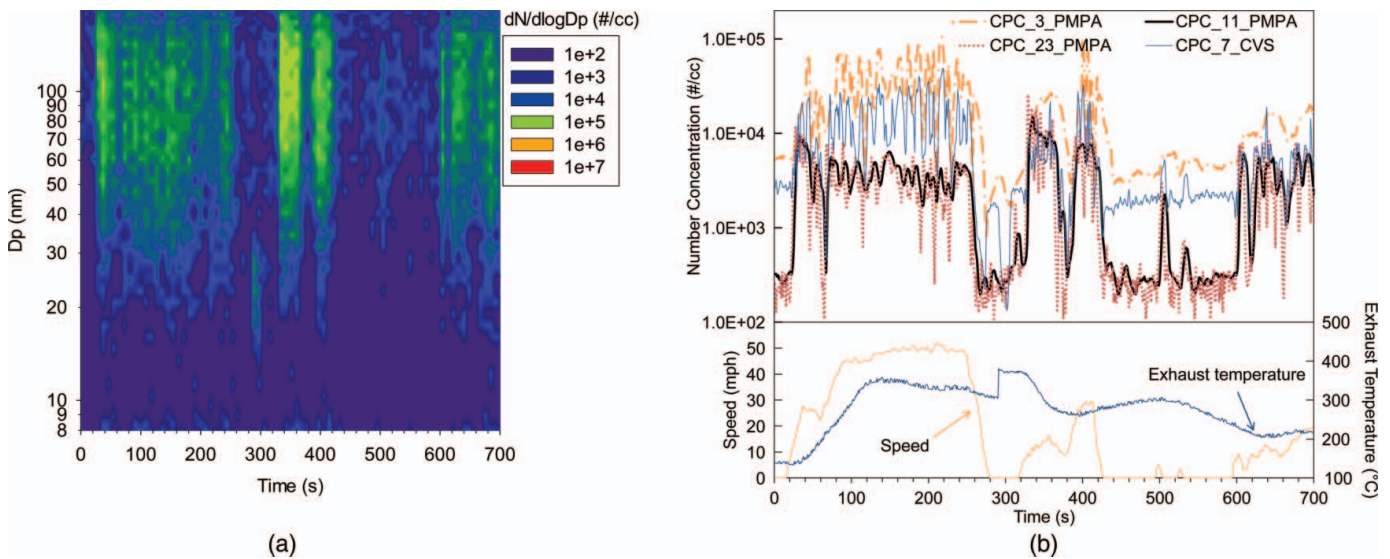 dN/dlogDp (#/cc)
1e+2
1e+3
1e+4
1e+5
1e+6
1e+7
Dp (nm)
100
90
80
70
60
50
40
30
20
10
9
8
0 100 200 300 400 500 600 700
Time (s)
(a)
CPC_3_PMPA CPC_11_PMPA
CPC_23_PMPA CPC_7_CVS
Number Concentration (#/cc)
1.0E+05
1.0E+04
1.0E+03
1.0E+02
Speed (mph)
50
40
30
20
10
0
Exhaust temperature
Speed
Exhaust Temperature (°C)
500
400
300
200
100
0 100 200 300 400 500 600 700
Time (s)
(b)